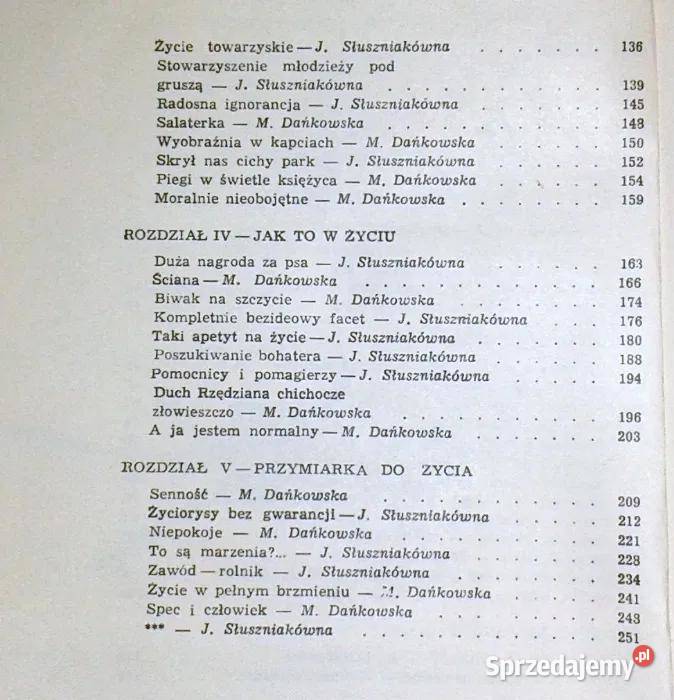 Życie towarzyskie — J. Słuszniakówna . . . . . . . 136
Stowarzyszenie młodzieży pod
gruszą — J. Słuszniakówna . . . . . . . . . . 139
Radosna ignorancja — J. Słuszniakówna . . . . . . 145
Salaterka — M. Dańkowska . . . . . . . . . . 148
Wyobraźnia w kapciach — M. Dańkowska . . . . . 150
Skrył nas cichy park — J. Słuszniakówna . . . . . 152
Piegi w świetle księżyca — M. Dańkowska . . . . . 154
Moralnie nieobojętne — M. Dańkowska . . . . . . . 159
ROZDZIAŁ IV — JAK TO W ŻYCIU
Duża nagroda za psa — J. Słuszniakówna . . . . . . 163
Ściana — M. Dańkowska . . . . . . . . . . . 166
Biwak na szczycie — M. Dańkowska . . . . . . . 174
Kompletnie bezideowy facet — J. Słuszniakówna . . . 176
Taki apetyt na życie — J. Słuszniakówna . . . . . . 180
Poszukiwanie bohatera — J. Słuszniakówna . . . . . 188
Pomocnicy i pomagierzy — J. Słuszniakówna . . . . 194
Duch Rzędziana chichocze
złowieszczo — M. Dańkowska . . . . . . . . . 196
A ja jestem normalny — M. Dańkowska . . . . . . 203
ROZDZIAŁ V — PRZYMIARKA DO ŻYCIA
Senność — M. Dańkowska . . . . . . . . . . 209
Życiorysy bez gwarancji — J. Słuszniakówna . . . . 212
Niepokoje — M. Dańkowska . . . . . . . . . 221
To są marzenia?... — J. Słuszniakówna . . . . . . 228
Zawód — rolnik — J. Słuszniakówna . . . . . . . 234
Życie w pełnym brzmieniu — M. Dańkowska . . . . 241
Spec i człowiek — M. Dańkowska . . . . . . . . 243
*** — J. Słuszniakówna . . . . . . . . . . 251
Sprzedajemy.pl